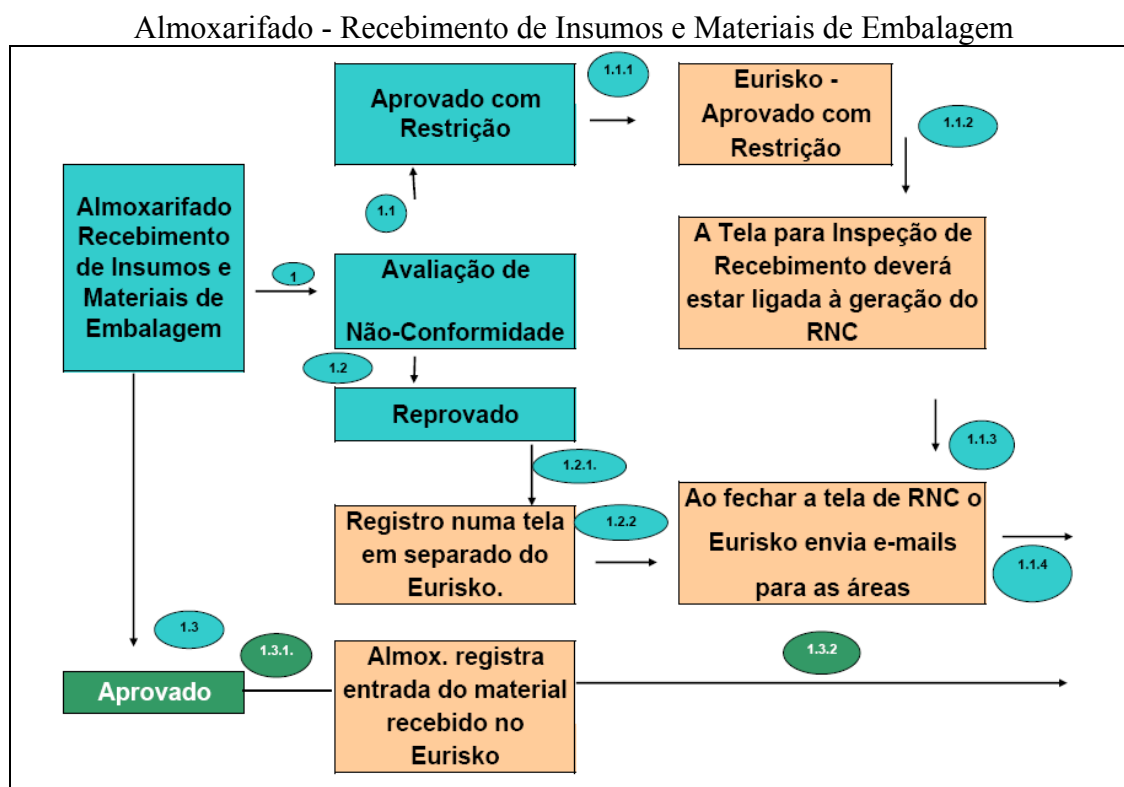 Almoxarifado - Recebimento de Insumos e Materiais de Embalagem
1.1.1
Aprovado com
Restrição
Eurisko -
Aprovado com
Restrição
1.1.2
Almoxarifado
Recebimento
de Insumos e
Materiais de
Embalagem
1.1
1
Avaliação de
Não-Conformidade
A Tela para Inspeção de
Recebimento deverá
estar ligada à geração do
RNC
1.2
Reprovado
1.2.1.
1.1.3
Registro numa tela
em separado do
Eurisko.
1.2.2
Ao fechar a tela de RNC o
Eurisko envia e-mails
para as áreas
1.1.4
1.3
1.3.1.
Aprovado
Almox. registra
entrada do material
recebido no
Eurisko
1.3.2